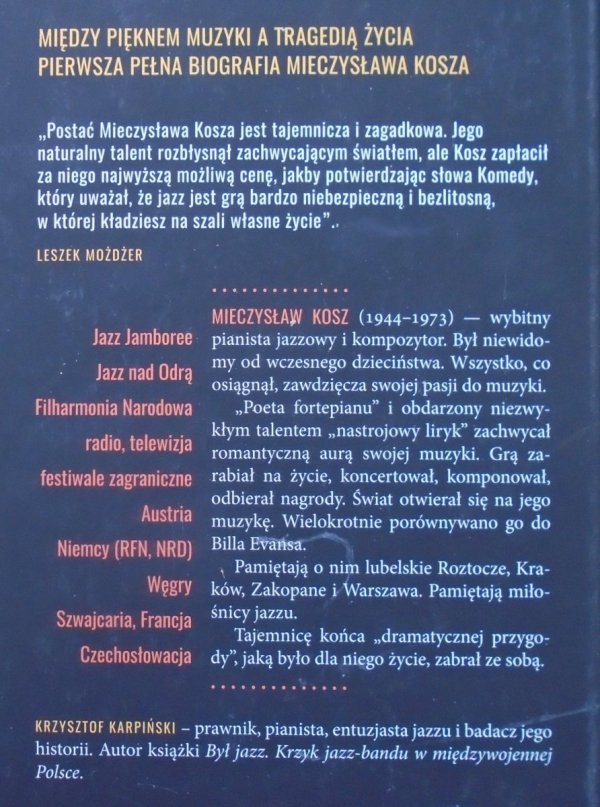 MIĘDZY PIĘKNEM MUZYKI A TRAGEDIĄ ŻYCIA
PIERWSZA PEŁNA BIOGRAFIA MIECZYSŁAWA KOSZA
„Postać Mieczysława Kosza jest tajemnicza i zagadkowa. Jego
naturalny talent rozbłysnął zachwycającym światłem, ale Kosz zapłacił
za niego najwyższą możliwą cenę, jakby potwierdzając słowa Komedy,
który uważał, że jazz jest grą bardzo niebezpieczną i bezlitosną,
w której kładziesz na szali własne życie”..
LESZEK MOŻDŻER
Jazz Jamboree
Jazz nad Odrą
Filharmonia Narodowa
radio, telewizja
festiwale zagraniczne
Austria
Niemcy (RFN, NRD)
Węgry
Szwajcaria, Francja
Czechosłowacja
MIECZYSŁAW KOSZ (1944–1973) — wybitny
pianista jazzowy i kompozytor. Był niewido-
my od wczesnego dzieciństwa. Wszystko, co
osiągnął, zawdzięcza swojej pasji do muzyki.
„Poeta fortepianu” i obdarzony niezwy-
kłym talentem „nastrojowy liryk” zachwycał
romantyczną aurą swojej muzyki. Grą za-
rabiał na życie, koncertował, komponował,
odbierał nagrody. Świat otwierał się na jego
muzykę. Wielokrotnie porównywano go do
Billa Evansa.
Pamiętają o nim lubelskie Roztocze, Kra-
ków, Zakopane i Warszawa. Pamiętają miło-
śnicy jazzu.
Tajemnicę końca „dramatycznej przygo-
dy”, jaką było dla niego życie, zabrał ze sobą.
KRZYSZTOF KARPIŃSKI – prawnik, pianista, entuzjasta jazzu i badacz jego
historii. Autor książki Był jazz. Krzyk jazz-bandu w międzywojennej
Polsce.